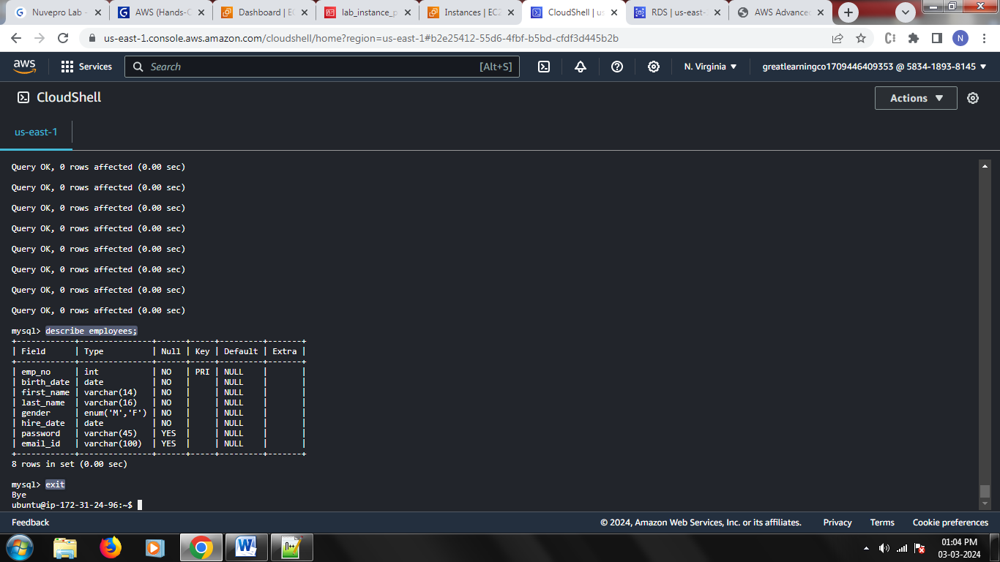 Nuvepro Lab -
AWS (Hands-O
Dashboard | EC
lab_instance_p
Instances | EC2
CloudShell | us
RDS | us-east-
AWS Advanced
us-east-1.console.aws.amazon.com/cloudshell/home?region=us-east-1#b2e25412-55d6-4fbf-b5bd-cfdf3d445b2b
N
aws
Services
Search
[Alt+S]
N. Virginia
greatlearningco1709446409353 @ 5834-1893-8145
CloudShell
Actions
us-east-1
Query OK, 0 rows affected (0.00 sec)
Query OK, 0 rows affected (0.00 sec)
Query OK, 0 rows affected (0.00 sec)
Query OK, 0 rows affected (0.00 sec)
Query OK, 0 rows affected (0.00 sec)
Query OK, 0 rows affected (0.00 sec)
Query OK, 0 rows affected (0.00 sec)
Query OK, 0 rows affected (0.00 sec)
mysql> describe employees;
+------------+---------------+------+-----+---------+-------+
| Field      | Type          | Null | Key | Default | Extra |
+------------+---------------+------+-----+---------+-------+
| emp_no     | int           | NO   | PRI | NULL    |       |
| birth_date | date          | NO   |     | NULL    |       |
| first_name | varchar(14)   | NO   |     | NULL    |       |
| last_name  | varchar(16)   | NO   |     | NULL    |       |
| gender     | enum('M','F') | NO   |     | NULL    |       |
| hire_date  | date          | NO   |     | NULL    |       |
| password   | varchar(45)   | YES  |     | NULL    |       |
| email_id   | varchar(100)  | YES  |     | NULL    |       |
+------------+---------------+------+-----+---------+-------+
8 rows in set (0.00 sec)
mysql> exit
Bye
ubuntu@ip-172-31-24-96:~$
Feedback
© 2024, Amazon Web Services, Inc. or its affiliates.
Privacy
Terms
Cookie preferences
01:04 PM
03-03-2024